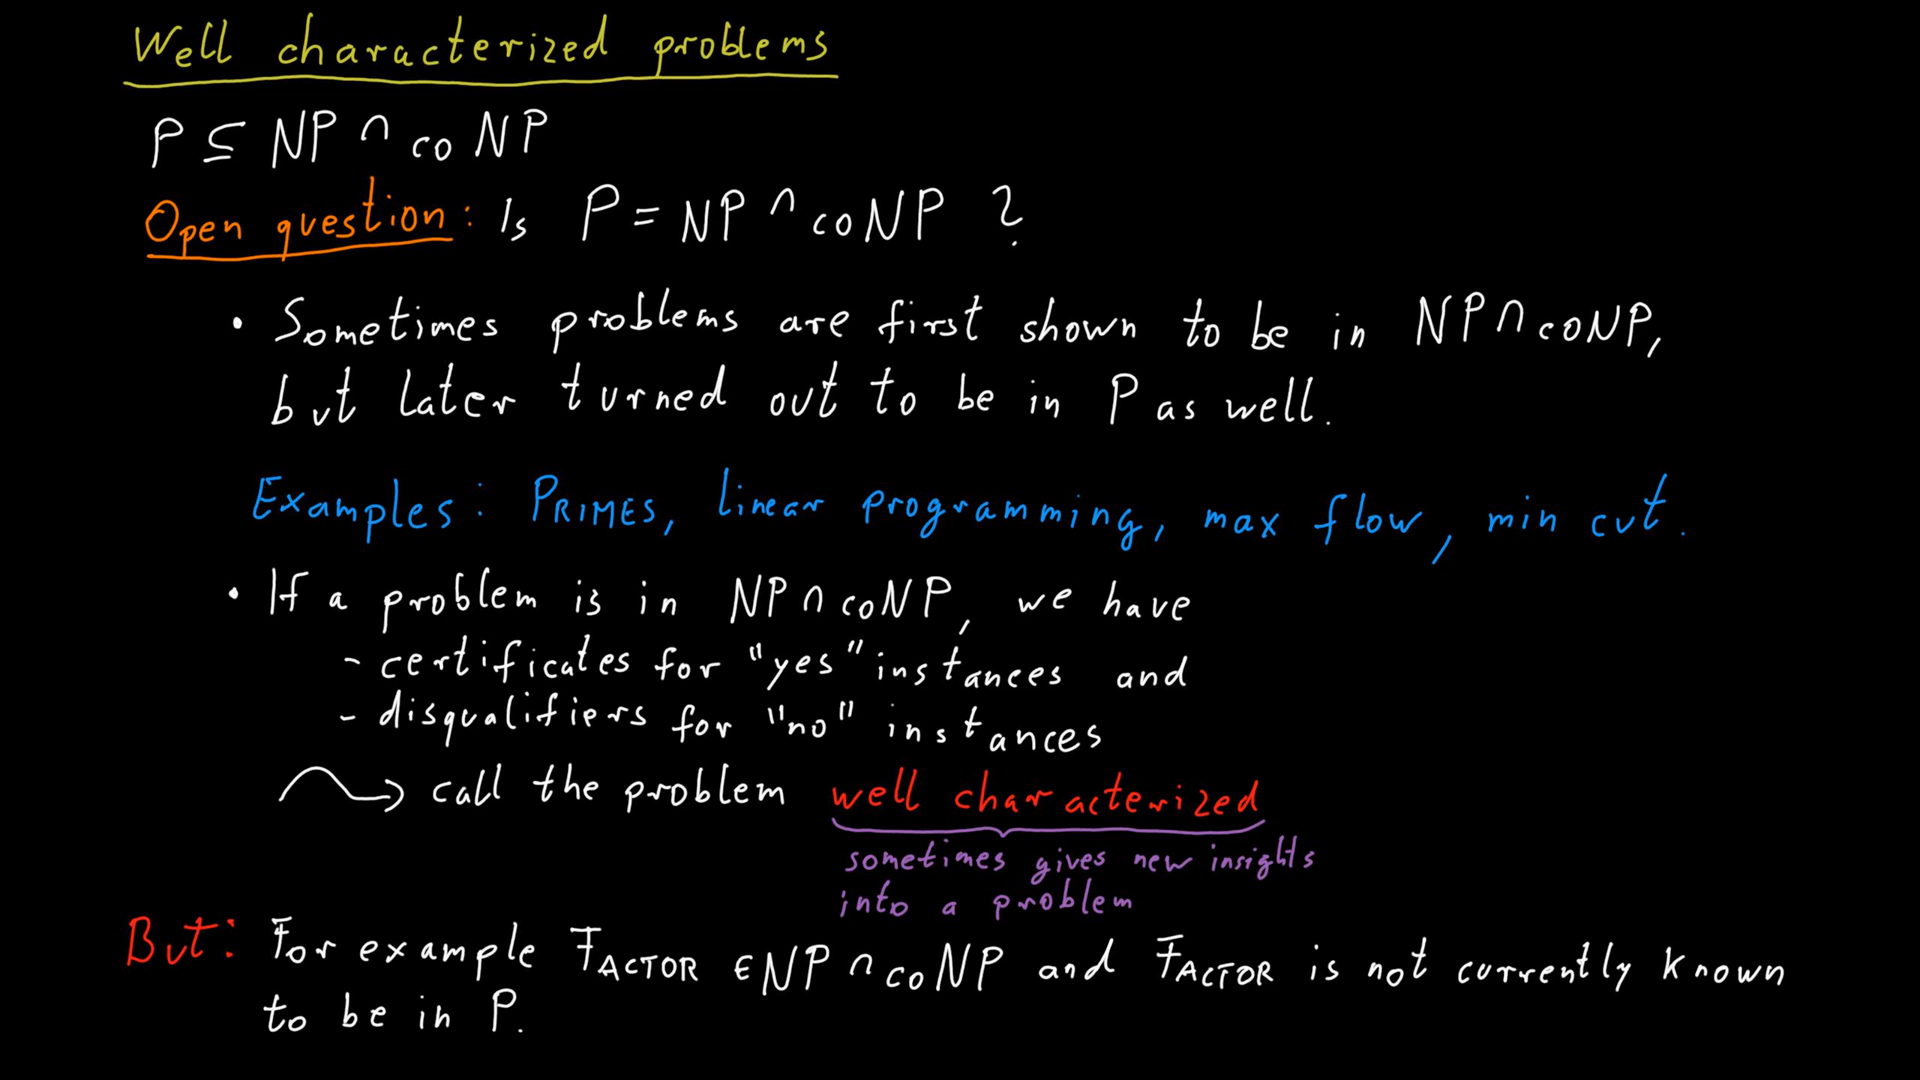 Well characterized problems
P ⊆ NP ∩ coNP
Open question: Is P = NP ∩ coNP ?
• Sometimes problems are first shown to be in NP ∩ coNP,
but later turned out to be in P as well.
Examples: PRIMES, linear programming, max flow, min cut.
• If a problem is in NP ∩ coNP, we have
- certificates for "yes" instances and
- disqualifiers for "no" instances
⤳ call the problem well characterized
sometimes gives new insights
into a problem
But: For example FACTOR ∈ NP ∩ coNP and FACTOR is not currently known
to be in P.